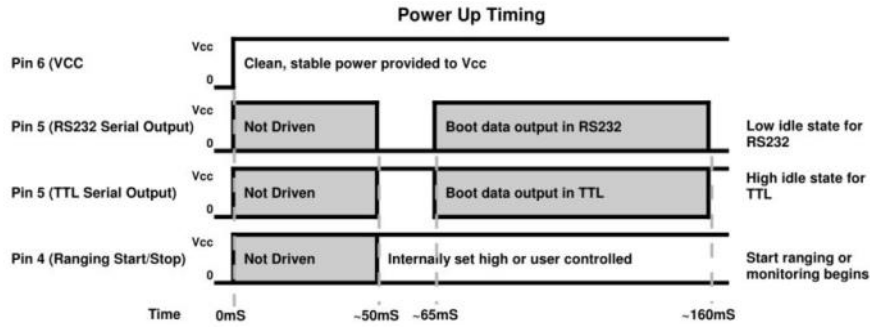 Power Up Timing
Pin 6 (VCC
Vcc
0
Clean, stable power provided to Vcc
Pin 5 (RS232 Serial Output)
Vcc
0
Not Driven
Boot data output in RS232
Low idle state for
RS232
Pin 5 (TTL Serial Output)
Vcc
0
Not Driven
Boot data output in TTL
High idle state for
TTL
Pin 4 (Ranging Start/Stop)
Vcc
0
Not Driven
Internally set high or user controlled
Start ranging or
monitoring begins
Time
0mS
~50mS
~65mS
~160mS